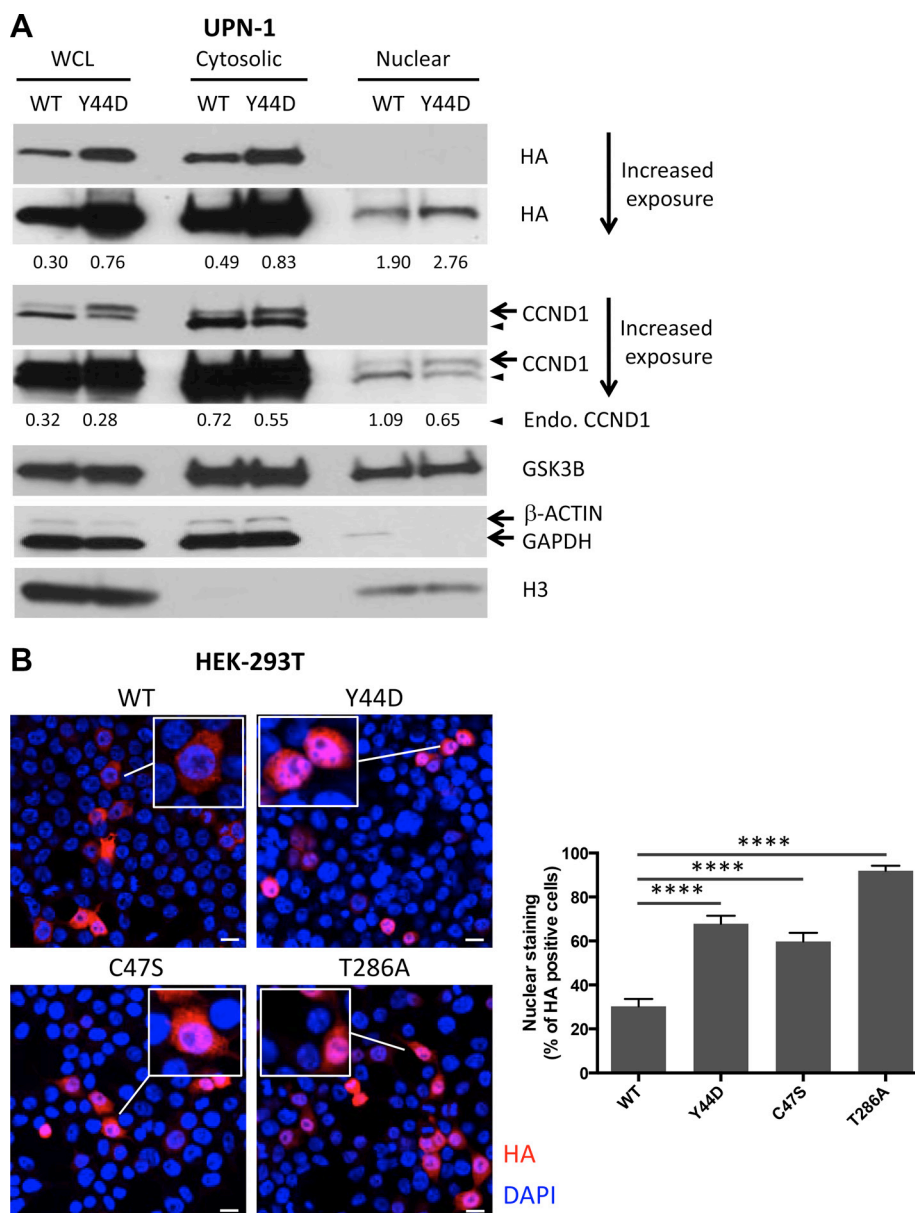 A
UPN-1
WCL Cytosolic Nuclear
WT Y44D WT Y44D WT Y44D
HA
HA
Increased
exposure
0.30 0.76 0.49 0.83 1.90 2.76
CCND1
CCND1
Increased
exposure
0.32 0.28 0.72 0.55 1.09 0.65 Endo. CCND1
GSK3B
β-ACTIN
GAPDH
H3
B
HEK-293T
WT Y44D
C47S T286A
HA
DAPI
Nuclear staining
(% of HA positive cells)
100
80
60
40
20
0
****
****
****
WT Y44D C47S T286A